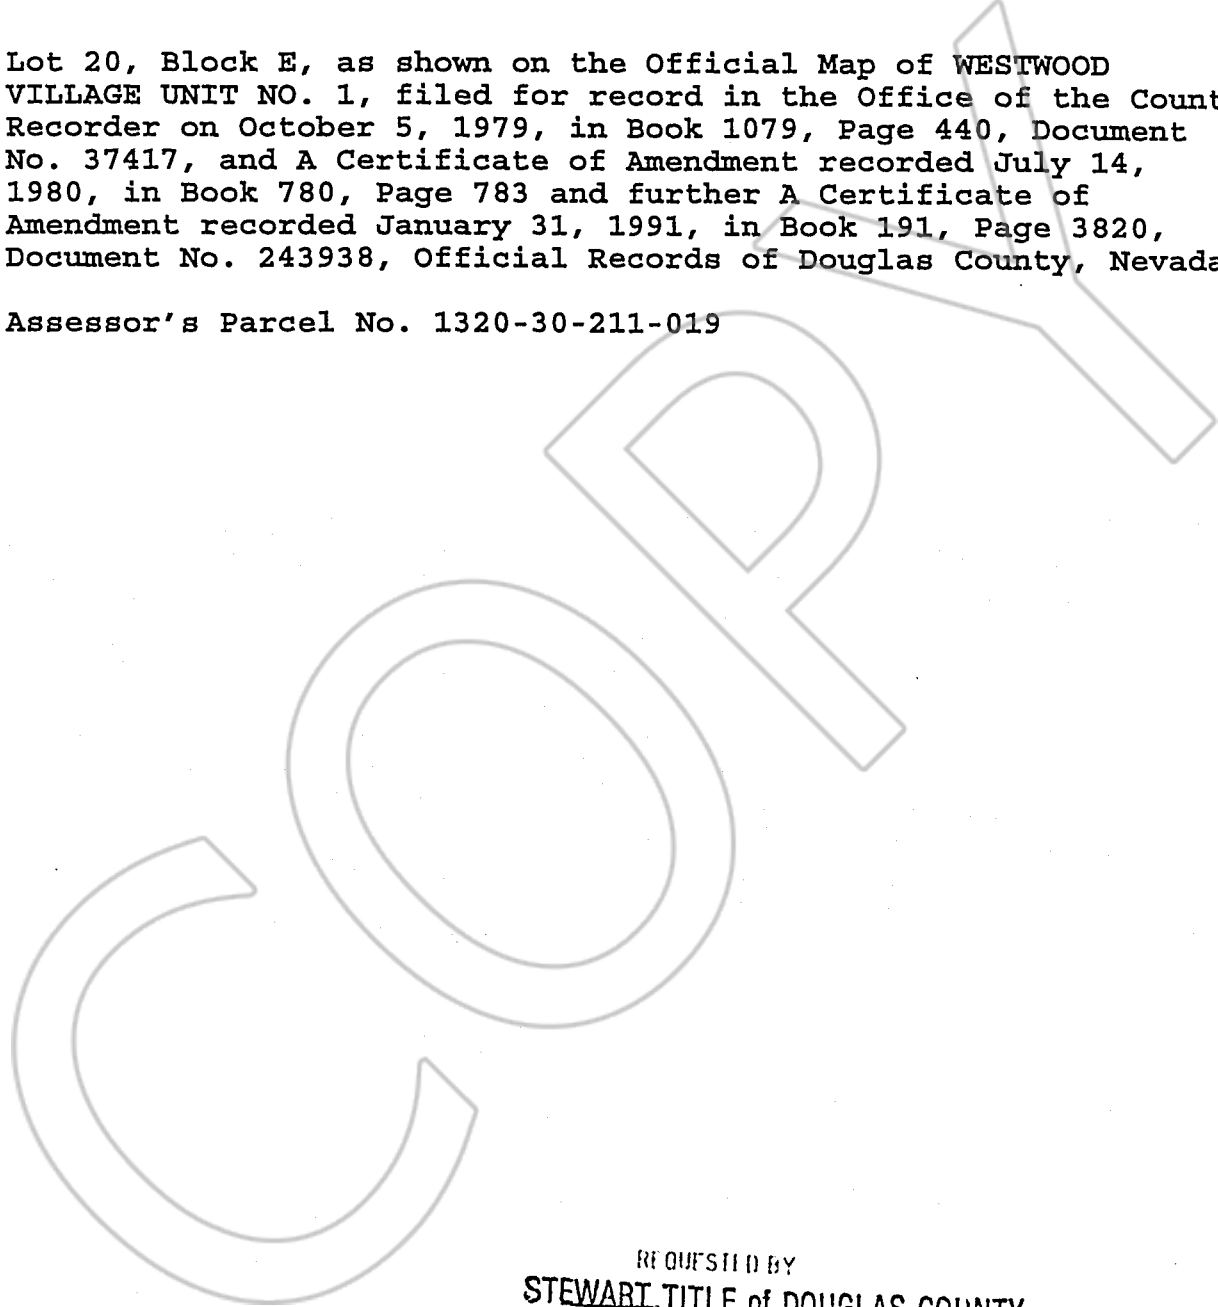 Lot 20, Block E, as shown on the Official Map of WESTWOOD
VILLAGE UNIT NO. 1, filed for record in the Office of the Count
Recorder on October 5, 1979, in Book 1079, Page 440, Document
No. 37417, and A Certificate of Amendment recorded July 14,
1980, in Book 780, Page 783 and further A Certificate of
Amendment recorded January 31, 1991, in Book 191, Page 3820,
Document No. 243938, Official Records of Douglas County, Nevada
Assessor's Parcel No. 1320-30-211-019
COPY
REQUESTED BY
STEWART TITLE of DOUGLAS COUNTY